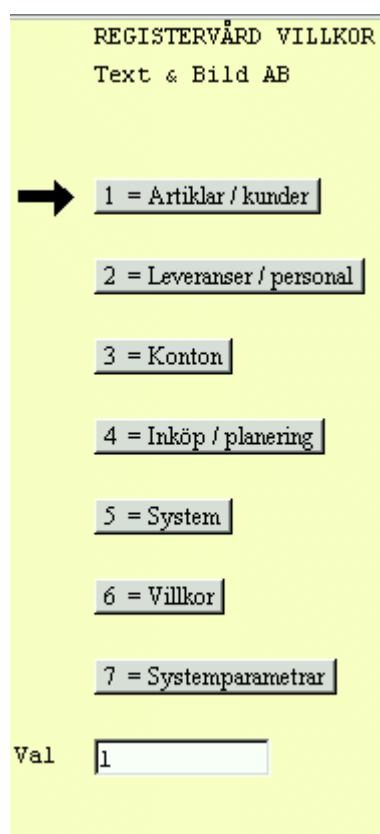 REGISTERVÅRD VILLKOR
Text & Bild AB
1 = Artiklar / kunder
2 = Leveranser / personal
3 = Konton
4 = Inköp / planering
5 = System
6 = Villkor
7 = Systemparametrar
Val 1